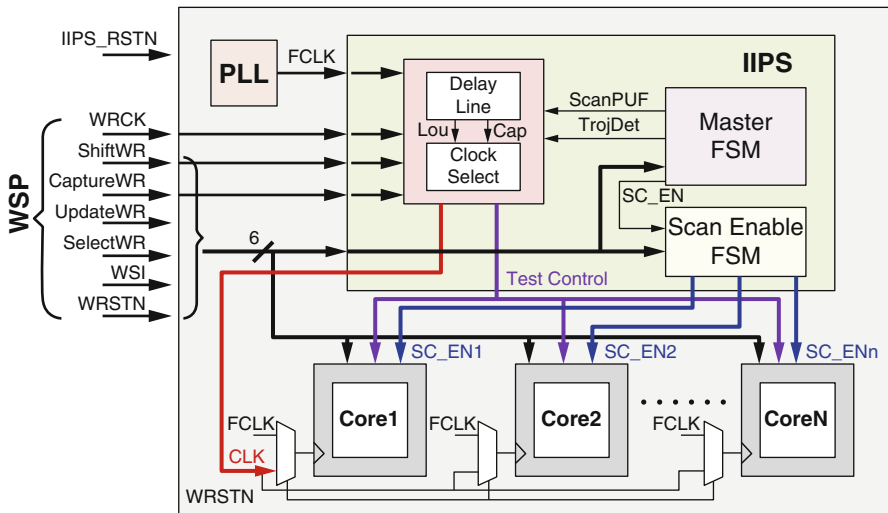 IIPS_RSTN
PLL
FCLK
IIPS
Delay
Line
Lou
Cap
Clock
Select
ScanPUF
TrojDet
Master
FSM
SC_EN
Scan Enable
FSM
WSP
WRCK
ShiftWR
CaptureWR
UpdateWR
SelectWR
WSI
WRSTN
6
Test Control
SC_EN1
SC_EN2
SC_ENn
Core1
Core2
CoreN
FCLK
FCLK
FCLK
CLK
WRSTN